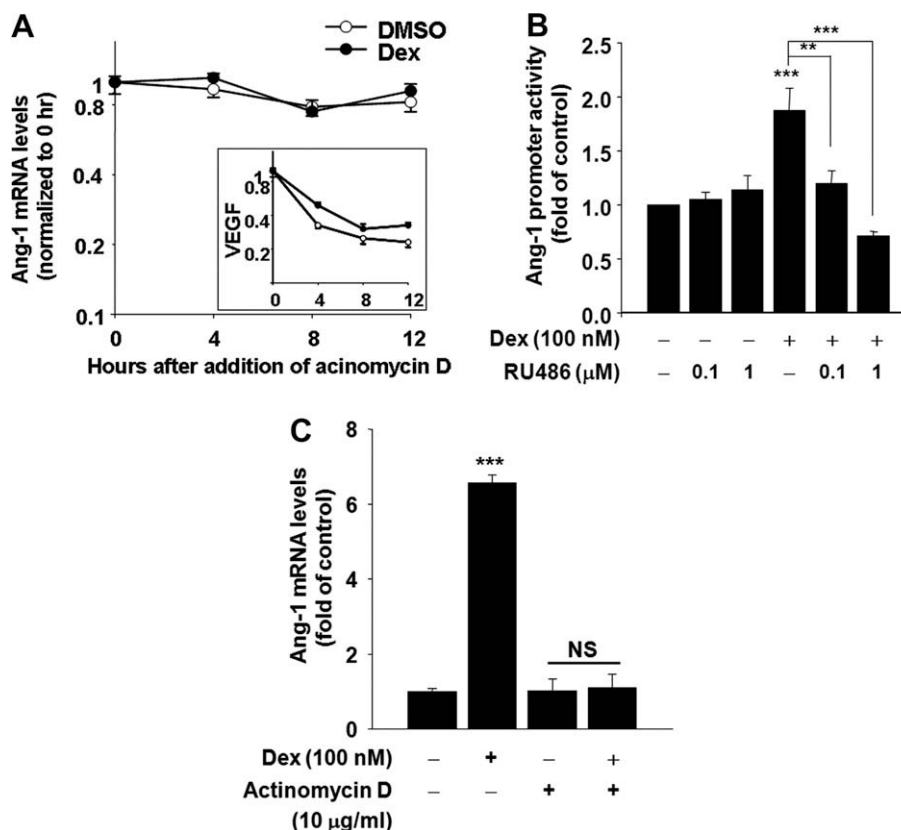 A
DMSO
Dex
Ang-1 mRNA levels
(normalized to 0 hr)
1
0.8
0.4
0.2
0.1
0 4 8 12
Hours after addition of acinomycin D
VEGF
1
0.8
0.4
0.2
0 4 8 12
B
Ang-1 promoter activity
(fold of control)
2.5
2.0
1.5
1.0
0.5
0.0
***
**
***
Dex (100 nM) – – – + + +
RU486 (µM) – 0.1 1 – 0.1 1
C
Ang-1 mRNA levels
(fold of control)
8
6
4
2
0
***
NS
Dex (100 nM) – + – +
Actinomycin D – – + +
(10 µg/ml)